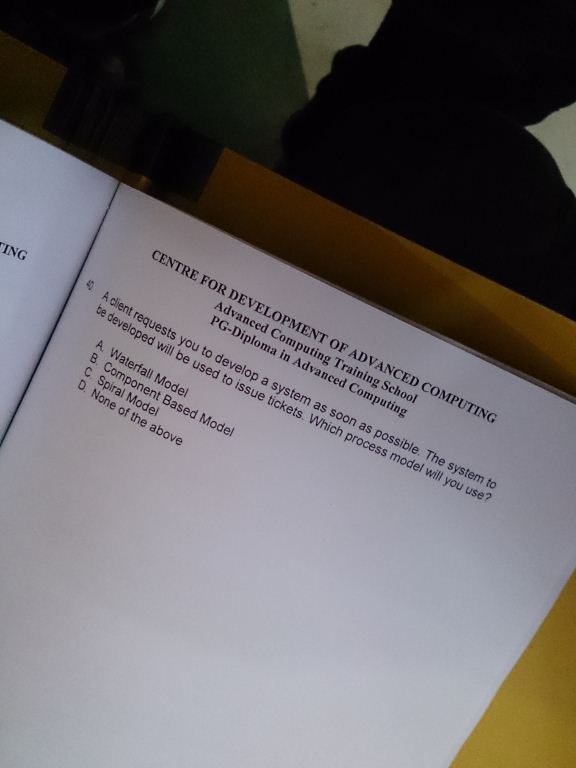 TING
CENTRE FOR DEVELOPMENT OF ADVANCED COMPUTING
Advanced Computing Training School
PG-Diploma in Advanced Computing
40 A client requests you to develop a system as soon as possible. The system to
be developed will be used to issue tickets. Which process model will you use?
A. Waterfall Model
B. Component Based Model
C. Spiral Model
D. None of the above